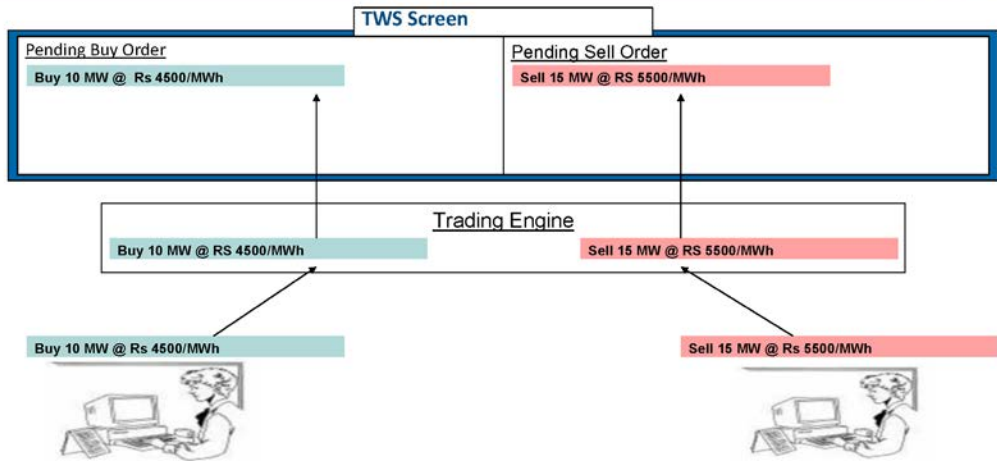 TWS Screen
Pending Buy Order
Pending Sell Order
Buy 10 MW @ Rs 4500/MWh
Sell 15 MW @ RS 5500/MWh
Trading Engine
Buy 10 MW @ RS 4500/MWh
Sell 15 MW @ RS 5500/MWh
Buy 10 MW @ Rs 4500/MWh
Sell 15 MW @ Rs 5500/MWh